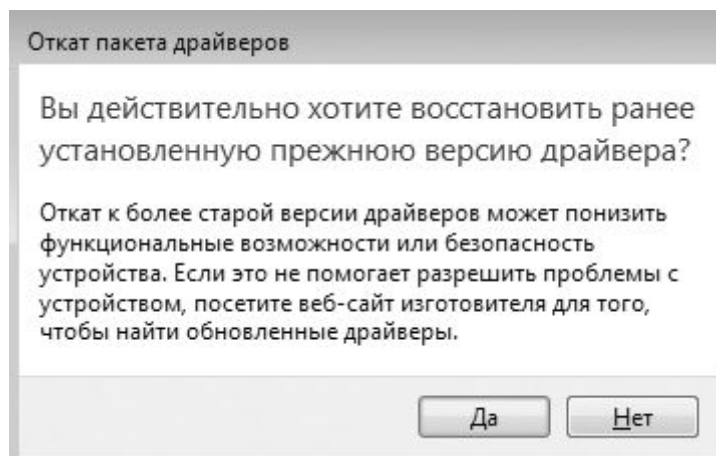 Откат пакета драйверов
Вы действительно хотите восстановить ранее
установленную прежнюю версию драйвера?
Откат к более старой версии драйверов может понизить
функциональные возможности или безопасность
устройства. Если это не помогает разрешить проблемы с
устройством, посетите веб-сайт изготовителя для того,
чтобы найти обновленные драйверы.
Да Нет